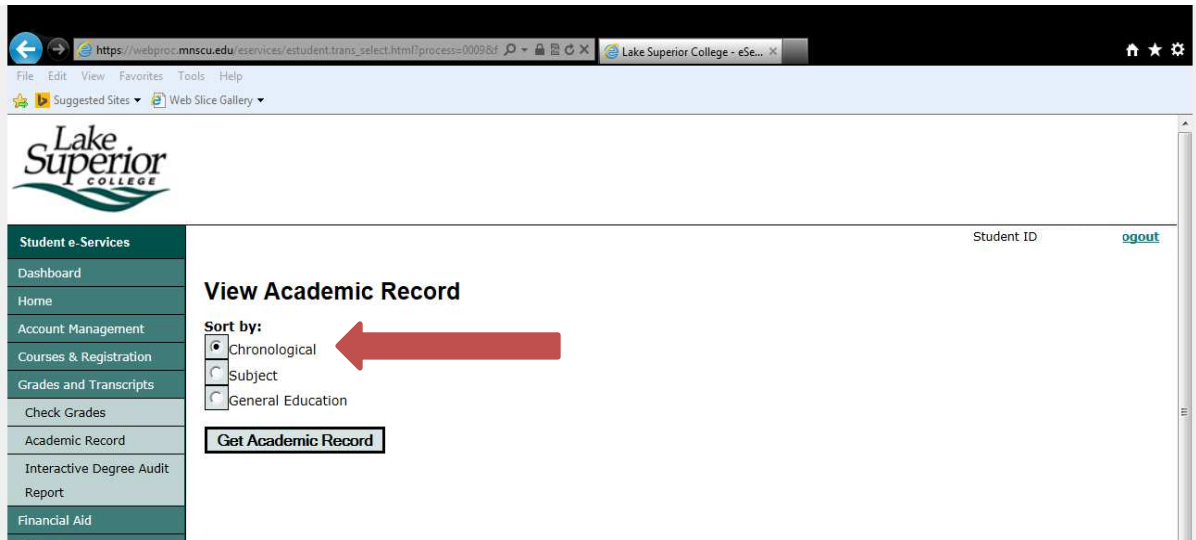 https://webproc.mnscu.edu/eservices/estudent.trans_select.html?process=0009&f
Lake Superior College - eSe...
File Edit View Favorites Tools Help
Suggested Sites Web Slice Gallery
Lake
Superior
COLLEGE
Student e-Services
Student ID
ogout
Dashboard
Home
Account Management
Courses & Registration
Grades and Transcripts
Check Grades
Academic Record
Interactive Degree Audit
Report
Financial Aid
View Academic Record
Sort by:
Chronological
Subject
General Education
Get Academic Record